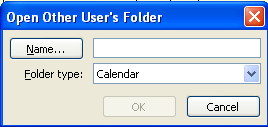 Open Other User's Folder
Name...
Folder type: Calendar
OK Cancel